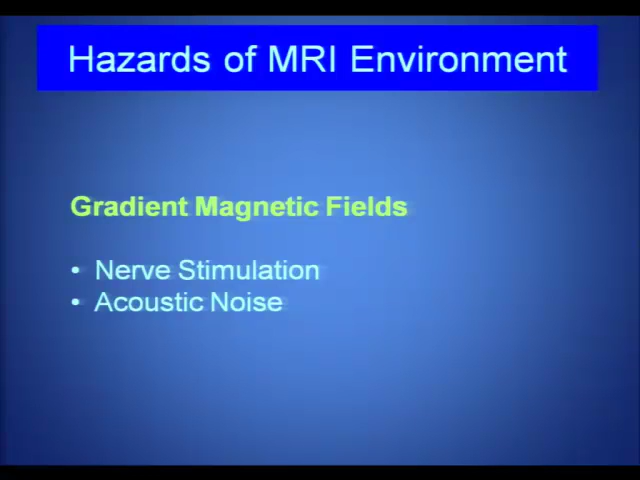 Hazards of MRI Environment
Gradient Magnetic Fields
• Nerve Stimulation
• Acoustic Noise